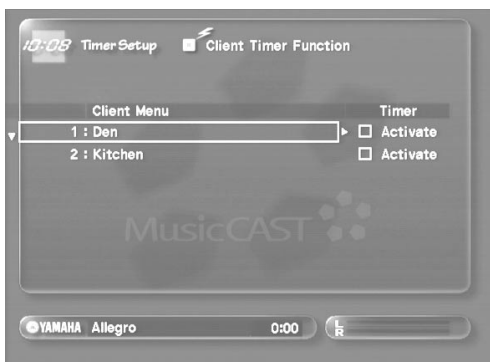 10:08 Timer Setup Client Timer Function
Client Menu Timer
1 : Den Activate
2 : Kitchen Activate
MusicCAST
YAMAHA Allegro 0:00 L R